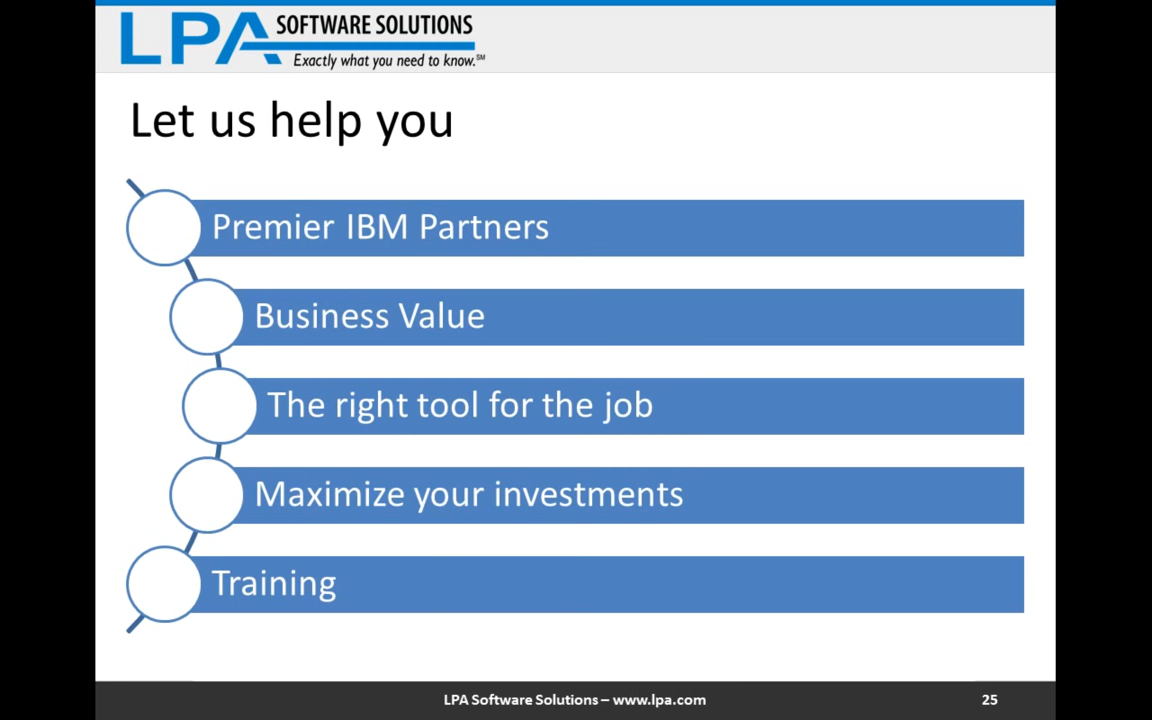 LPA SOFTWARE SOLUTIONS
Exactly what you need to know.℠
Let us help you
Premier IBM Partners
Business Value
The right tool for the job
Maximize your investments
Training
LPA Software Solutions – www.lpa.com
25